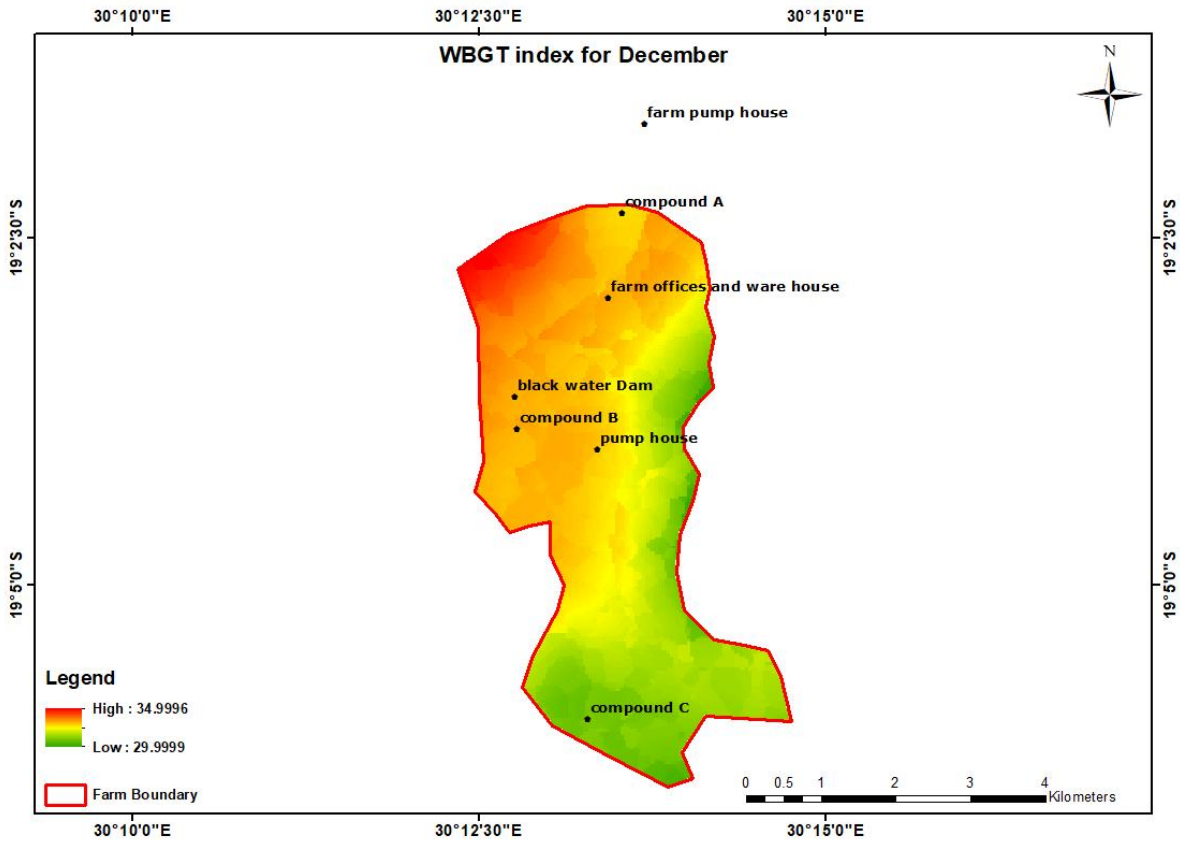 30°10'0"E 30°12'30"E 30°15'0"E
WBGT index for December
N
farm pump house
compound A
19°2'30"S 19°2'30"S
farm offices and ware house
black water Dam
compound B
pump house
19°5'0"S 19°5'0"S
Legend
High : 34.9996
Low : 29.9999
compound C
Farm Boundary
0 0.5 1 2 3 4
Kilometers
30°10'0"E 30°12'30"E 30°15'0"E